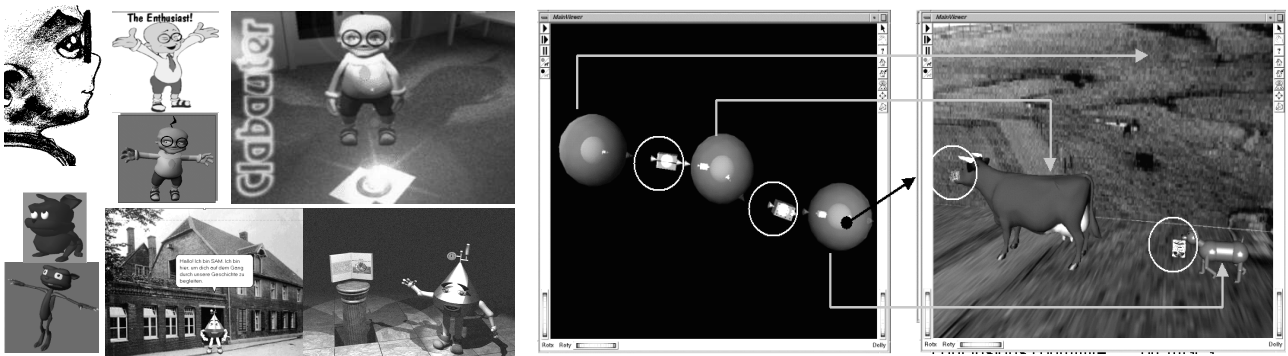 The Enthusiast!
Clabauter
Hallo! Ich bin SAM. Ich bin
hier, um dich auf dem Gang
durch unsere Geschichte zu
begleiten.
MainViewer
?
Rotx Roty
MainViewer
?
Rotx Roty
Dolly